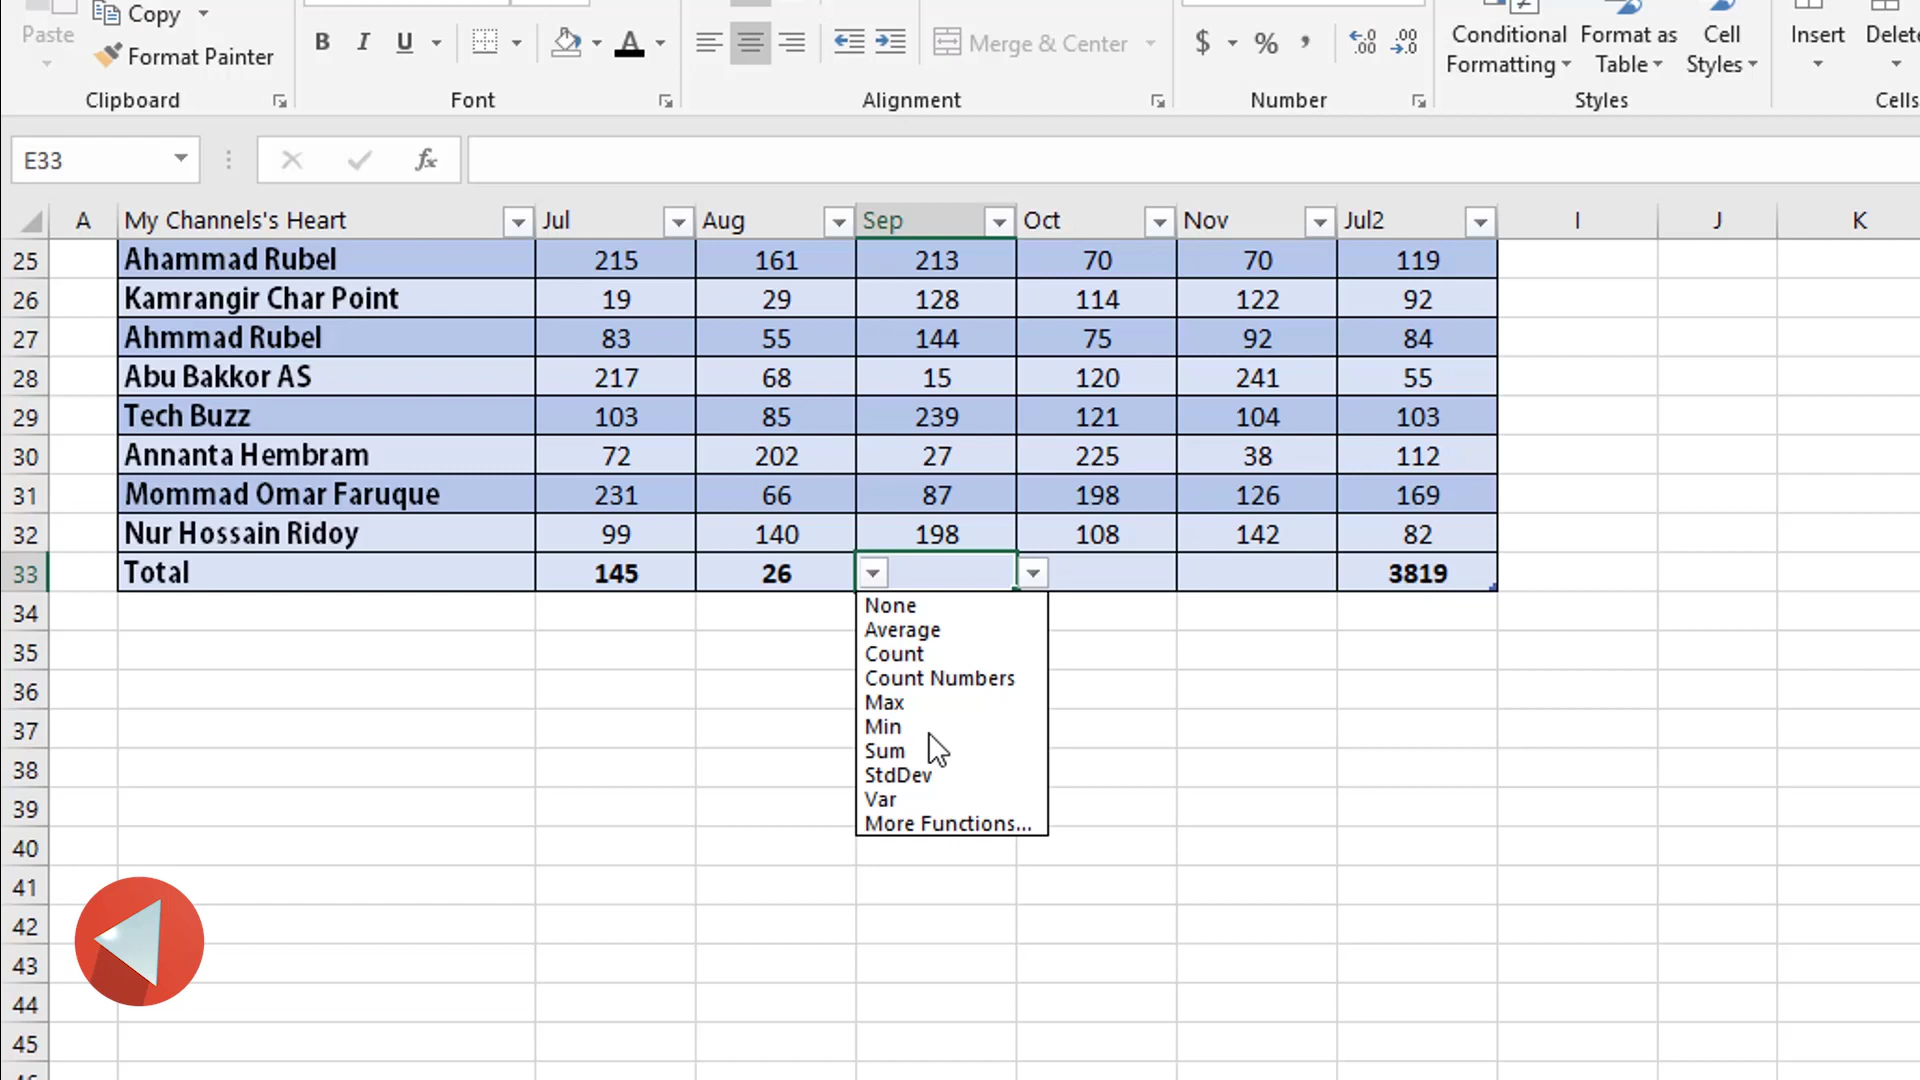 Paste
Copy
Format Painter
Clipboard
B I U A
Font
Alignment
Merge & Center
$ % ,
←.0 .00
.00 →.0
Number
Conditional Formatting
Format as Table
Cell Styles
Styles
Insert
Delete
Cells
E33
fx
A My Channels's Heart Jul Aug Sep Oct Nov Jul2 I J K
25 Ahammad Rubel 215 161 213 70 70 119
26 Kamrangir Char Point 19 29 128 114 122 92
27 Ahmmad Rubel 83 55 144 75 92 84
28 Abu Bakkor AS 217 68 15 120 241 55
29 Tech Buzz 103 85 239 121 104 103
30 Annanta Hembram 72 202 27 225 38 112
31 Mommad Omar Faruque 231 66 87 198 126 169
32 Nur Hossain Ridoy 99 140 198 108 142 82
33 Total 145 26 3819
None
Average
Count
Count Numbers
Max
Min
Sum
StdDev
Var
More Functions...
34
35
36
37
38
39
40
41
42
43
44
45